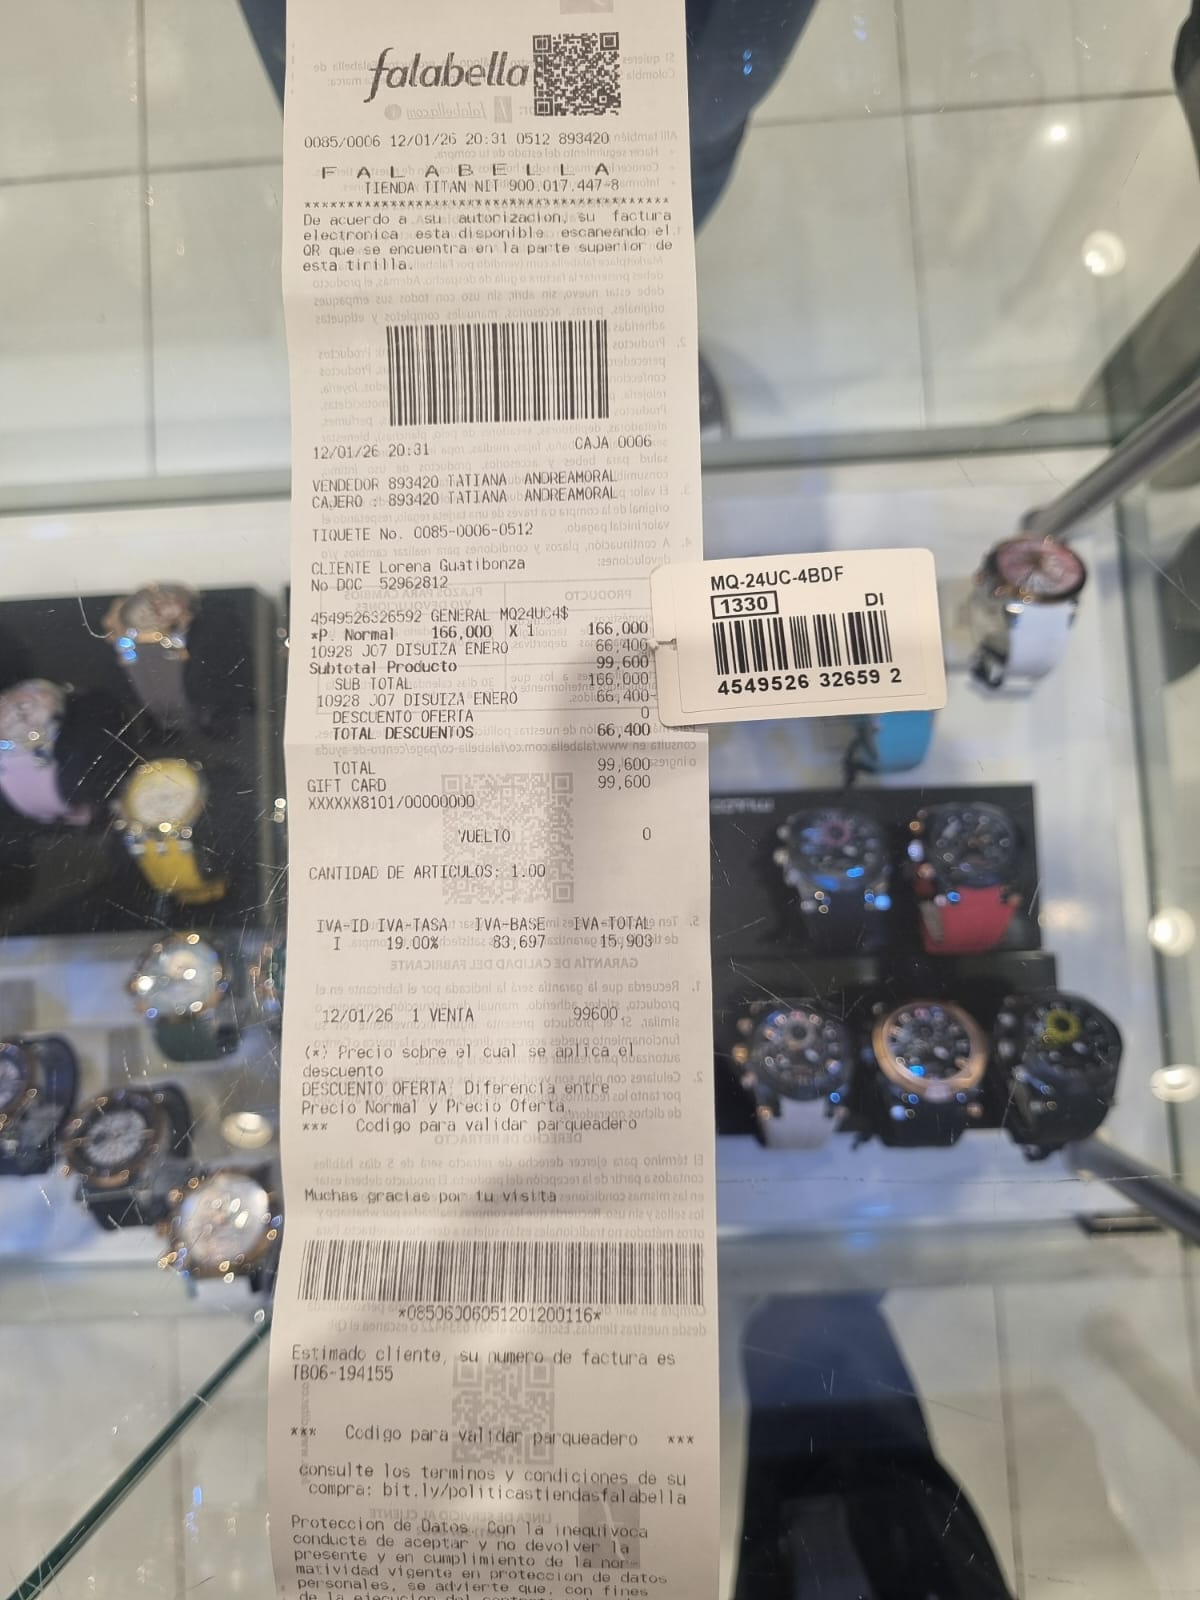 falabella
0085/0006 12/01/26 20:31 0512 893420
F A L A B E L L A
TIENDA TITAN NIT 900.017.447-8
****************************************
De acuerdo a su autorizacion, su factura
electronica esta disponible escaneando el
QR que se encuentra en la parte superior de
esta tirilla.
12/01/26 20:31 CAJA 0006
VENDEDOR 893420 TATIANA ANDREAMORAL
CAJERO : 893420 TATIANA ANDREAMORAL
TIQUETE No. 0085-0006-0512
CLIENTE Lorena Guatibonza
No DOC 52962812
4549526326592 GENERAL MQ24UC4$
*P. Normal 166,000 X 1 166,000
10928 J07 DISUIZA ENERO 66,400-
Subtotal Producto 99,600
SUB TOTAL 166,000
10928 J07 DISUIZA ENERO 66,400-
DESCUENTO OFERTA 0
TOTAL DESCUENTOS 66,400
TOTAL 99,600
GIFT CARD 99,600
XXXXXX8101/00000000
VUELTO 0
CANTIDAD DE ARTICULOS: 1.00
IVA-ID IVA-TASA IVA-BASE IVA-TOTAL
I 19.00% 83,697 15,903
12/01/26 1 VENTA 99600
(*) Precio sobre el cual se aplica el
descuento
DESCUENTO OFERTA: Diferencia entre
Precio Normal y Precio Oferta
*** Codigo para validar parqueadero
Muchas gracias por tu visita
*08506006051201200116*
Estimado cliente, su numero de factura es
TB06-194155
*** Codigo para validar parqueadero ***
consulte los terminos y condiciones de su
compra: bit.ly/politicastiendasfalabella
Proteccion de Datos. Con la inequivoca
conducta de aceptar y no devolver la
presente y en cumplimiento de la nor-
matividad vigente en proteccion de datos
personales, se advierte que, con fines
de la ejecucion del
MQ-24UC-4BDF
1330 DI
4549526 32659 2